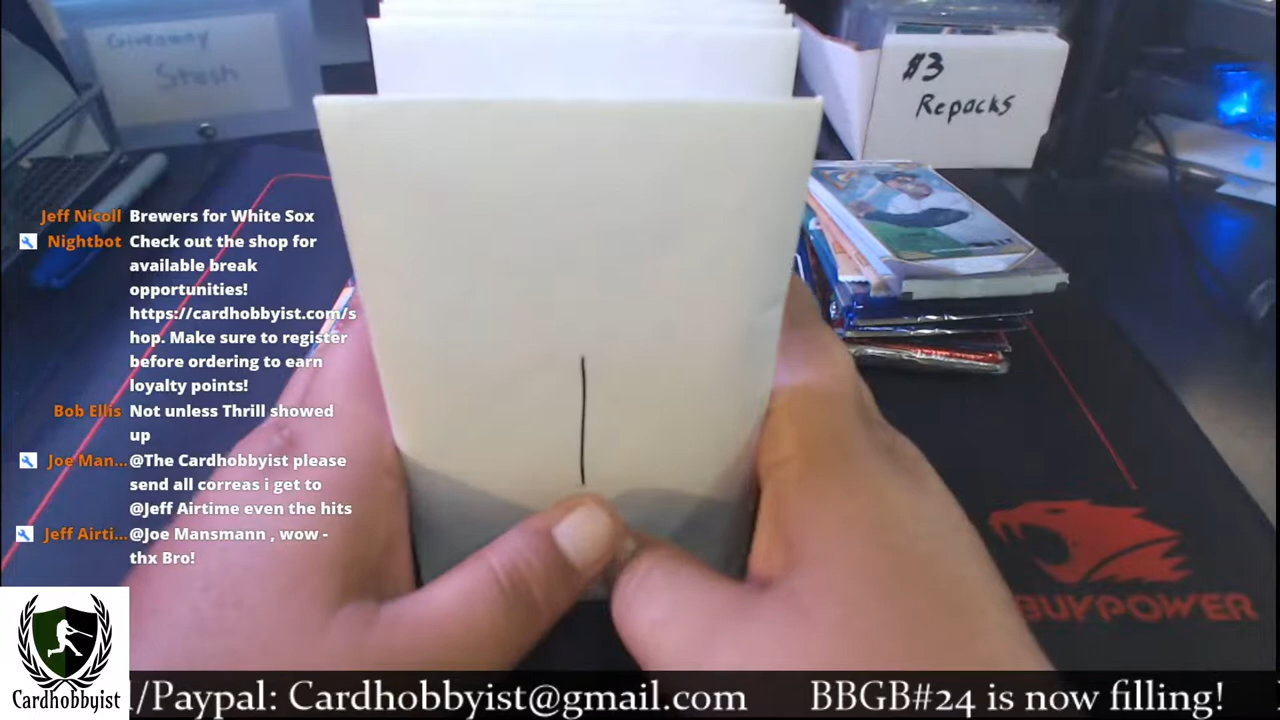 Giveaway
Stash
$3
Repacks
Jeff Nicoll Brewers for White Sox
Nightbot Check out the shop for
available break
opportunities!
https://cardhobbyist.com/s
hop. Make sure to register
before ordering to earn
loyalty points!
Bob Ellis Not unless Thrill showed
up
Joe Man... @The Cardhobbyist please
send all correas i get to
@Jeff Airtime even the hits
Jeff Airti... @Joe Mansmann , wow -
thx Bro!
BUYPOWER
Cardhobbyist
/Paypal: Cardhobbyist@gmail.com BBGB#24 is now filling!